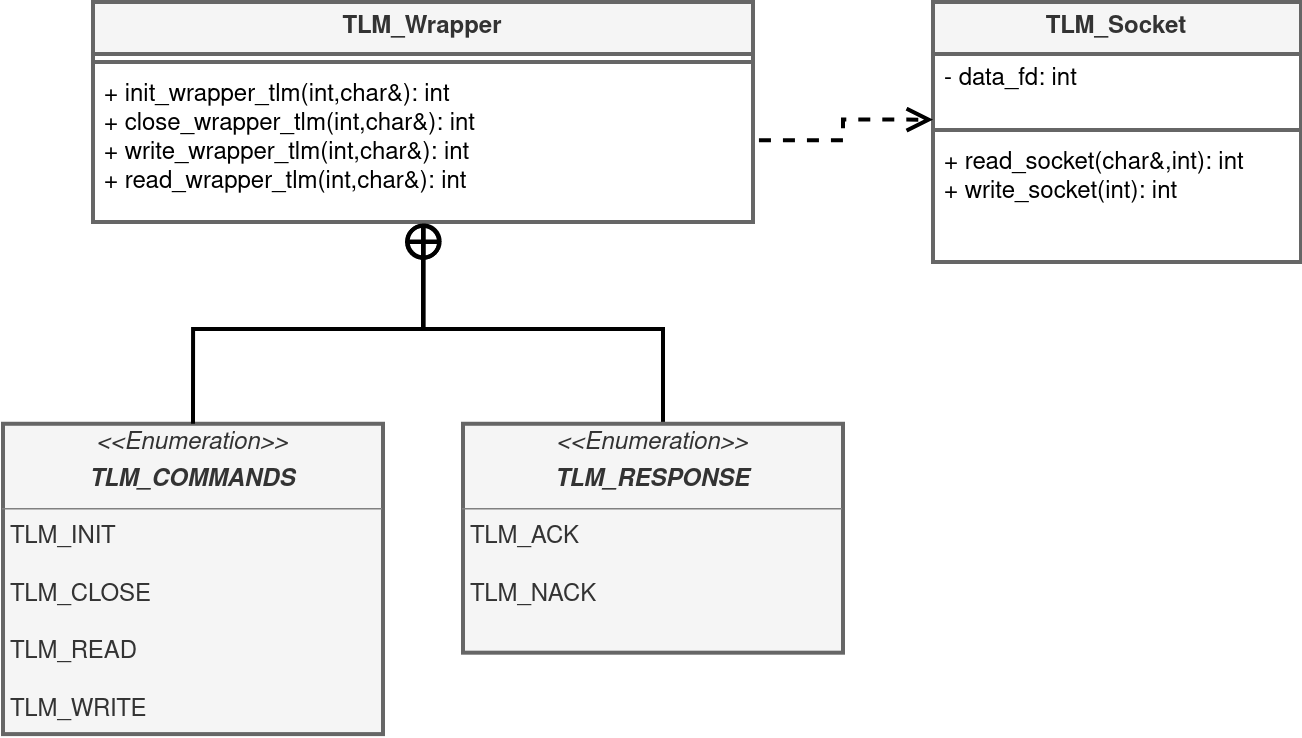 TLM_Wrapper
+ init_wrapper_tlm(int,char&): int
+ close_wrapper_tlm(int,char&): int
+ write_wrapper_tlm(int,char&): int
+ read_wrapper_tlm(int,char&): int
TLM_Socket
- data_fd: int
+ read_socket(char&,int): int
+ write_socket(int): int
<<Enumeration>>
TLM_COMMANDS
TLM_INIT
TLM_CLOSE
TLM_READ
TLM_WRITE
<<Enumeration>>
TLM_RESPONSE
TLM_ACK
TLM_NACK